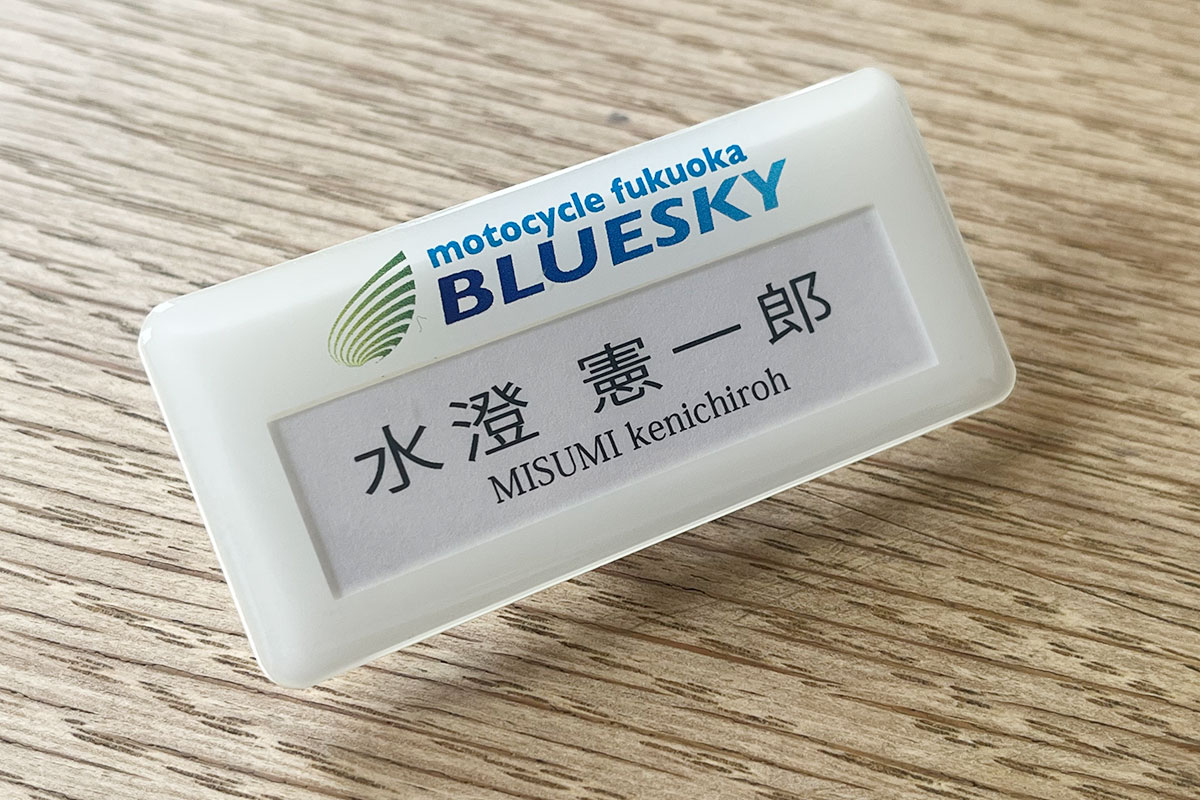 motocycle fukuoka
BLUESKY
水澄 憲一郎
MISUMI kenichiroh